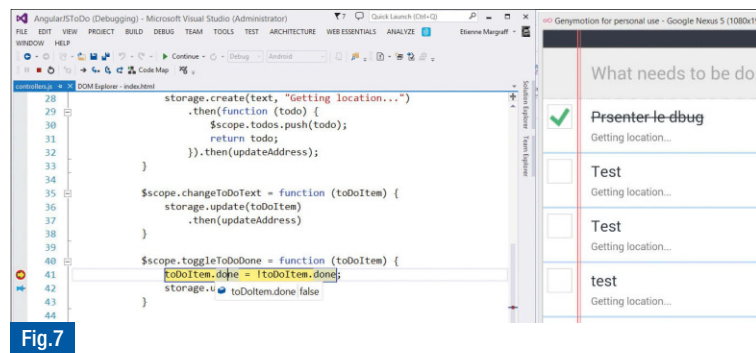 AngularJSToDo (Debugging) - Microsoft Visual Studio (Administrator)
7
Quick Launch (Ctrl+Q)
FILE EDIT VIEW PROJECT BUILD DEBUG TEAM TOOLS TEST ARCHITECTURE WEB ESSENTIALS ANALYZE
Etienne Margraff
WINDOW HELP
Continue
Debug
Android
Code Map
controllers.js
DOM Explorer - index.html
28 storage.create(text, "Getting location...")
29 .then(function (todo) {
30 $scope.todos.push(todo);
31 return todo;
32 }).then(updateAddress);
33 }
34
35 $scope.changeToDoText = function (toDoItem) {
36 storage.update(toDoItem)
37 .then(updateAddress)
38 }
39
40 $scope.toggleToDoDone = function (toDoItem) {
41 toDoItem.done = !toDoItem.done;
42 storage.u
toDoItem.done false
43 }
44
Solution Explorer
Team Explorer
Genymotion for personal use - Google Nexus 5 (1080x19
What needs to be do
Prsenter le dbug
Getting location...
Test
Getting location...
Test
Getting location...
test
Getting location...
Fig.7